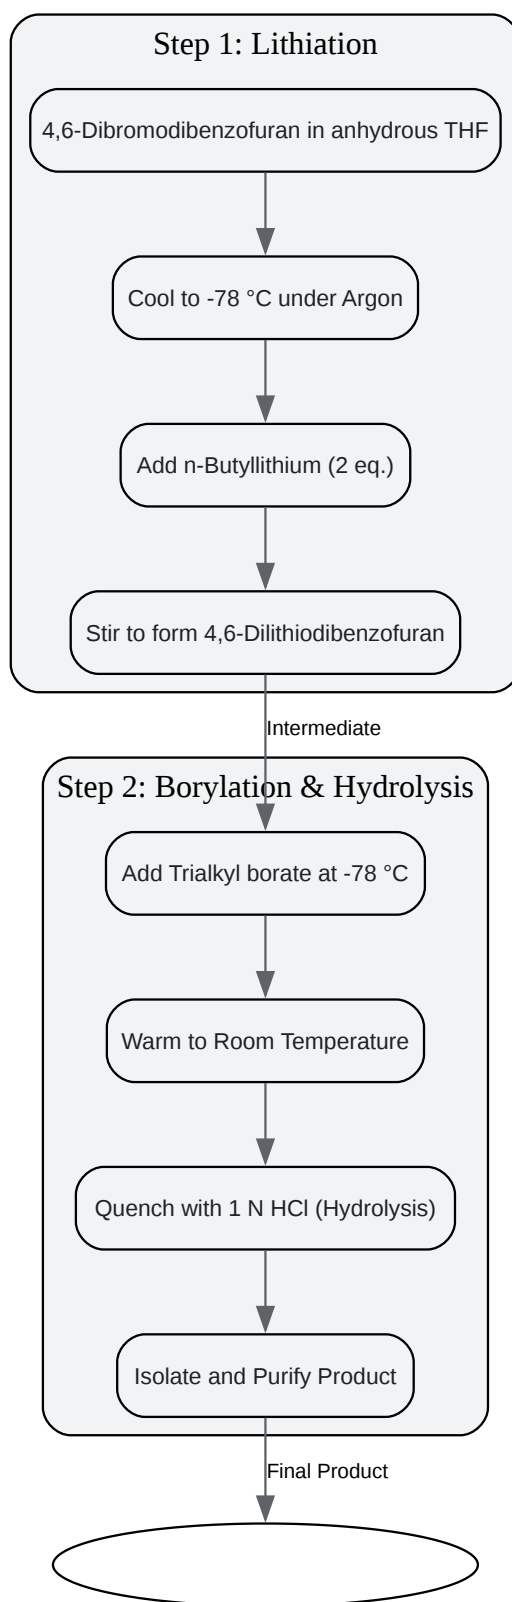 Step 1: Lithiation
4,6-Dibromodibenzofuran in anhydrous THF
Cool to -78 °C under Argon
Add n-Butyllithium (2 eq.)
Stir to form 4,6-Dilithiodibenzofuran
Intermediate
Step 2: Borylation & Hydrolysis
Add Trialkyl borate at -78 °C
Warm to Room Temperature
Quench with 1 N HCl (Hydrolysis)
Isolate and Purify Product
Final Product